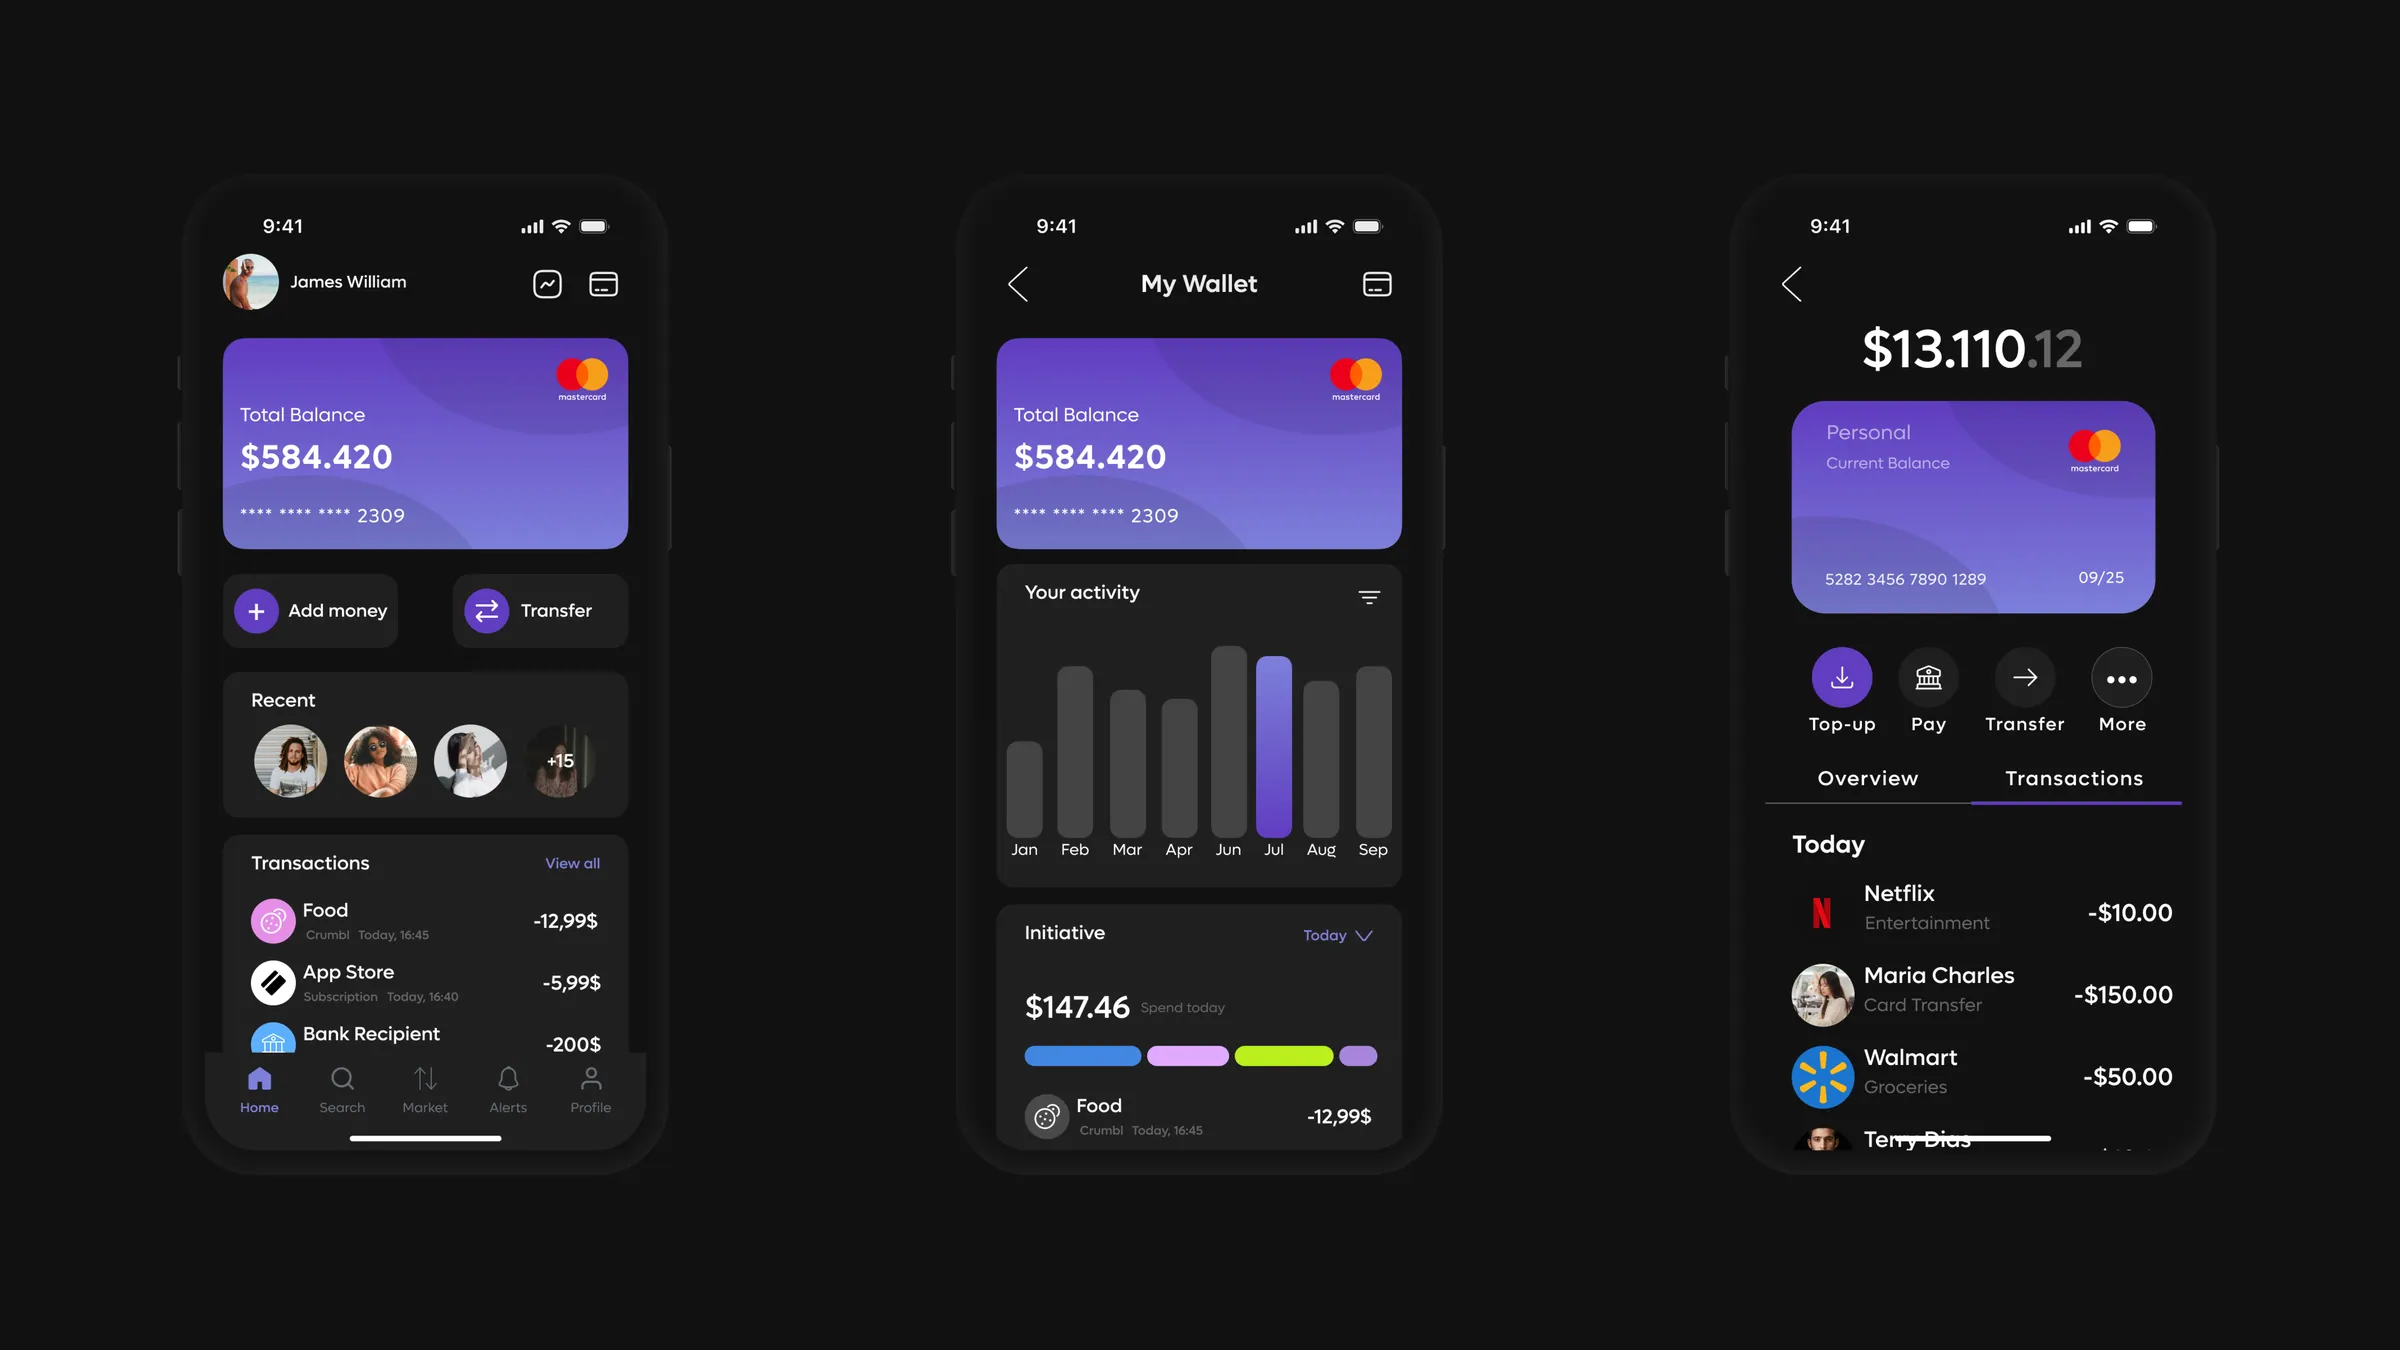 9:41
James William
mastercard
Total Balance
$584.420
**** **** **** 2309
Add money
Transfer
Recent
+15
Transactions
View all
Food
-12,99$
Crumbl Today, 16:45
App Store
-5,99$
Subscription Today, 16:40
Bank Recipient
-200$
Home
Search
Market
Alerts
Profile
9:41
My Wallet
mastercard
Total Balance
$584.420
**** **** **** 2309
Your activity
Jan
Feb
Mar
Apr
Jun
Jul
Aug
Sep
Initiative
Today
$147.46 Spend today
Food
-12,99$
Crumbl Today, 16:45
9:41
$13.110.12
Personal
Current Balance
mastercard
5282 3456 7890 1289
09/25
Top-up
Pay
Transfer
More
Overview
Transactions
Today
Netflix
-$10.00
Entertainment
Maria Charles
-$150.00
Card Transfer
Walmart
-$50.00
Groceries
Terry Dias